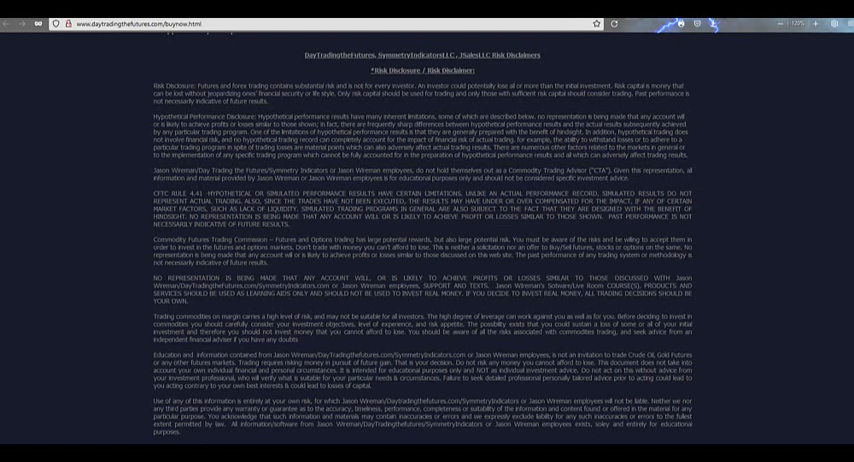 www.daytradingthefutures.com/buynow.html
120%
DayTradingtheFutures, SymmetryIndicatorsLLC, JSalesLLC Risk Disclaimers
*Risk Disclosure / Risk Disclaimer:
Risk Disclosure: Futures and forex trading contains substantial risk and is not for every investor. An investor could potentially lose all or more than the initial investment. Risk capital is money that
can be lost without jeopardizing ones' financial security or life style. Only risk capital should be used for trading and only those with sufficient risk capital should consider trading. Past performance is
not necessarily indicative of future results.
Hypothetical Performance Disclosure: Hypothetical performance results have many inherent limitations, some of which are described below. no representation is being made that any account will
or is likely to achieve profits or losses similar to those shown; in fact, there are frequently sharp differences between hypothetical performance results and the actual results subsequently achieved
by any particular trading program. One of the limitations of hypothetical performance results is that they are generally prepared with the benefit of hindsight. In addition, hypothetical trading does
not involve financial risk, and no hypothetical trading record can completely account for the impact of financial risk of actual trading. for example, the ability to withstand losses or to adhere to a
particular trading program in spite of trading losses are material points which can also adversely affect actual trading results. There are numerous other factors related to the markets in general or
to the implementation of any specific trading program which cannot be fully accounted for in the preparation of hypothetical performance results and all which can adversely affect trading results.
Jason Wireman/Day Trading the Futures/Symmetry Indicators or Jason Wireman employees, do not hold themselves out as a Commodity Trading Advisor ("CTA"). Given this representation, all
information and material provided by Jason Wireman or Jason Wireman employees is for educational purposes only and should not be considered specific investment advice.
CFTC RULE 4.41 -HYPOTHETICAL OR SIMULATED PERFORMANCE RESULTS HAVE CERTAIN LIMITATIONS. UNLIKE AN ACTUAL PERFORMANCE RECORD, SIMULATED RESULTS DO NOT
REPRESENT ACTUAL TRADING. ALSO, SINCE THE TRADES HAVE NOT BEEN EXECUTED, THE RESULTS MAY HAVE UNDER OR OVER COMPENSATED FOR THE IMPACT, IF ANY, OF CERTAIN
MARKET FACTORS, SUCH AS LACK OF LIQUIDITY. SIMULATED TRADING PROGRAMS IN GENERAL ARE ALSO SUBJECT TO THE FACT THAT THEY ARE DESIGNED WITH THE BENEFIT OF
HINDSIGHT. NO REPRESENTATION IS BEING MADE THAT ANY ACCOUNT WILL OR IS LIKELY TO ACHIEVE PROFIT OR LOSSES SIMILAR TO THOSE SHOWN. PAST PERFORMANCE IS NOT
NECESSARILY INDICATIVE OF FUTURE RESULTS.
Commodity Futures Trading Commission – Futures and Options trading has large potential rewards, but also large potential risk. You must be aware of the risks and be willing to accept them in
order to invest in the futures and options markets. Don't trade with money you can't afford to lose. This is neither a solicitation nor an offer to Buy/Sell futures, stocks or options on the same. No
representation is being made that any account will or is likely to achieve profits or losses similar to those discussed on this web site. The past performance of any trading system or methodology is
not necessarily indicative of future results.
NO REPRESENTATION IS BEING MADE THAT ANY ACCOUNT WILL, OR IS LIKELY TO ACHIEVE PROFITS OR LOSSES SIMILAR TO THOSE DISCUSSED WITH Jason
Wireman/DayTradingthefutures.com/SymmetryIndicators.com or Jason Wireman employees, SUPPORT AND TEXTS. Jason Wireman's Sotware/Live Room COURSE(S), PRODUCTS AND
SERVICES SHOULD BE USED AS LEARNING AIDS ONLY AND SHOULD NOT BE USED TO INVEST REAL MONEY. IF YOU DECIDE TO INVEST REAL MONEY, ALL TRADING DECISIONS SHOULD BE
YOUR OWN.
Trading commodities on margin carries a high level of risk, and may not be suitable for all investors. The high degree of leverage can work against you as well as for you. Before deciding to invest in
commodities you should carefully consider your investment objectives, level of experience, and risk appetite. The possibility exists that you could sustain a loss of some or all of your initial
investment and therefore you should not invest money that you cannot afford to lose. You should be aware of all the risks associated with commodities trading, and seek advice from an
independent financial adviser if you have any doubts
Education and information contained from Jason Wireman/DayTradingthefutures.com/SymmetryIndicators.com or Jason Wireman employees, is not an invitation to trade Crude Oil, Gold Futures
or any other futures markets. Trading requires risking money in pursuit of future gain. That is your decision. Do not risk any money you cannot afford to lose. This document does not take into
account your own individual financial and personal circumstances. It is intended for educational purposes only and NOT as individual investment advice. Do not act on this without advice from
your investment professional, who will verify what is suitable for your particular needs & circumstances. Failure to seek detailed professional personally tailored advice prior to acting could lead to
you acting contrary to your own best interests & could lead to losses of capital.
Use of any of this information is entirely at your own risk, for which Jason Wireman/Daytradingthefutures.com/SymmetryIndicators or Jason Wireman employees will not be liable. Neither we nor
any third parties provide any warranty or guarantee as to the accuracy, timeliness, performance, completeness or suitability of the information and content found or offered in the material for any
particular purpose. You acknowledge that such information and materials may contain inaccuracies or errors and we expressly exclude liability for any such inaccuracies or errors to the fullest
extent permitted by law. All information/software from Jason Wireman/DayTradingthefutures/SymmetryIndicators or Jason Wireman employees exists, soley and entirely for educational
purposes.